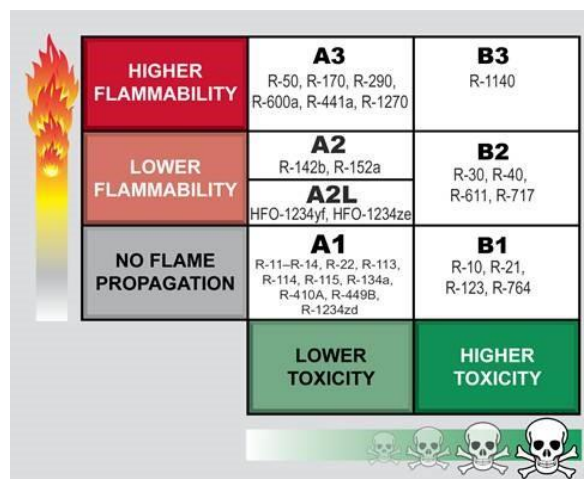 HIGHER
FLAMMABILITY
A3
R-50, R-170, R-290,
R-600a, R-441a, R-1270
B3
R-1140
LOWER
FLAMMABILITY
A2
R-142b, R-152a
A2L
HFO-1234yf, HFO-1234ze
B2
R-30, R-40,
R-611, R-717
NO FLAME
PROPAGATION
A1
R-11–R-14, R-22, R-113,
R-114, R-115, R-134a,
R-410A, R-449B,
R-1234zd
B1
R-10, R-21,
R-123, R-764
LOWER
TOXICITY
HIGHER
TOXICITY